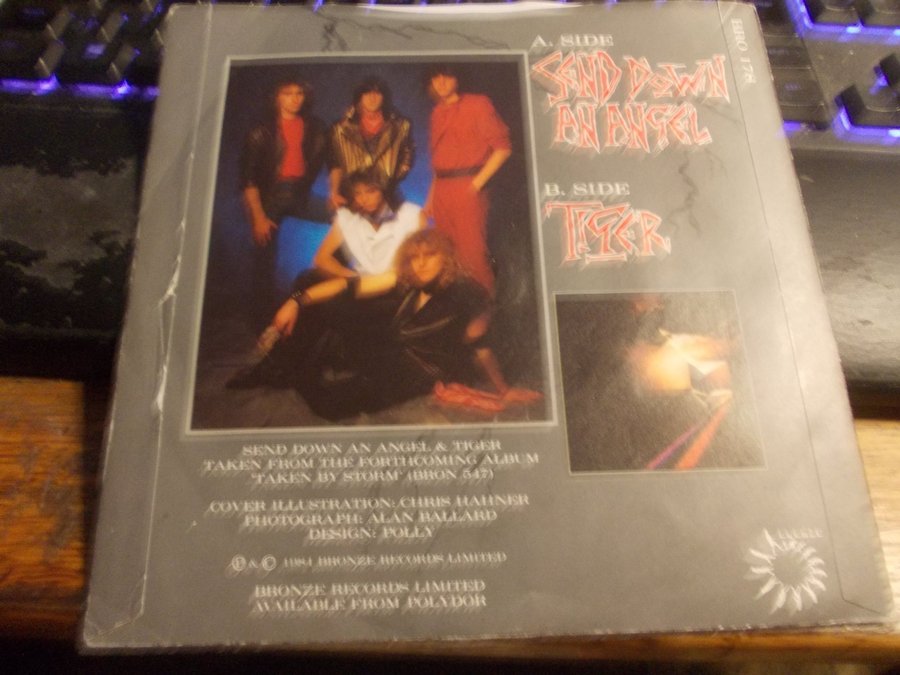 A. SIDE
SEND DOWN
AN ANGEL
BRO 178
B. SIDE
TIGER
SEND DOWN AN ANGEL & TIGER
TAKEN FROM THE FORTHCOMING ALBUM
'TAKEN BY STORM' (BRON 547)
COVER ILLUSTRATION: CHRIS HAHNER
PHOTOGRAPH: ALAN BALLARD
DESIGN: POLLY
Ⓟ & © 1984 BRONZE RECORDS LIMITED
BRONZE RECORDS LIMITED
AVAILABLE FROM POLYDOR
BRONZE